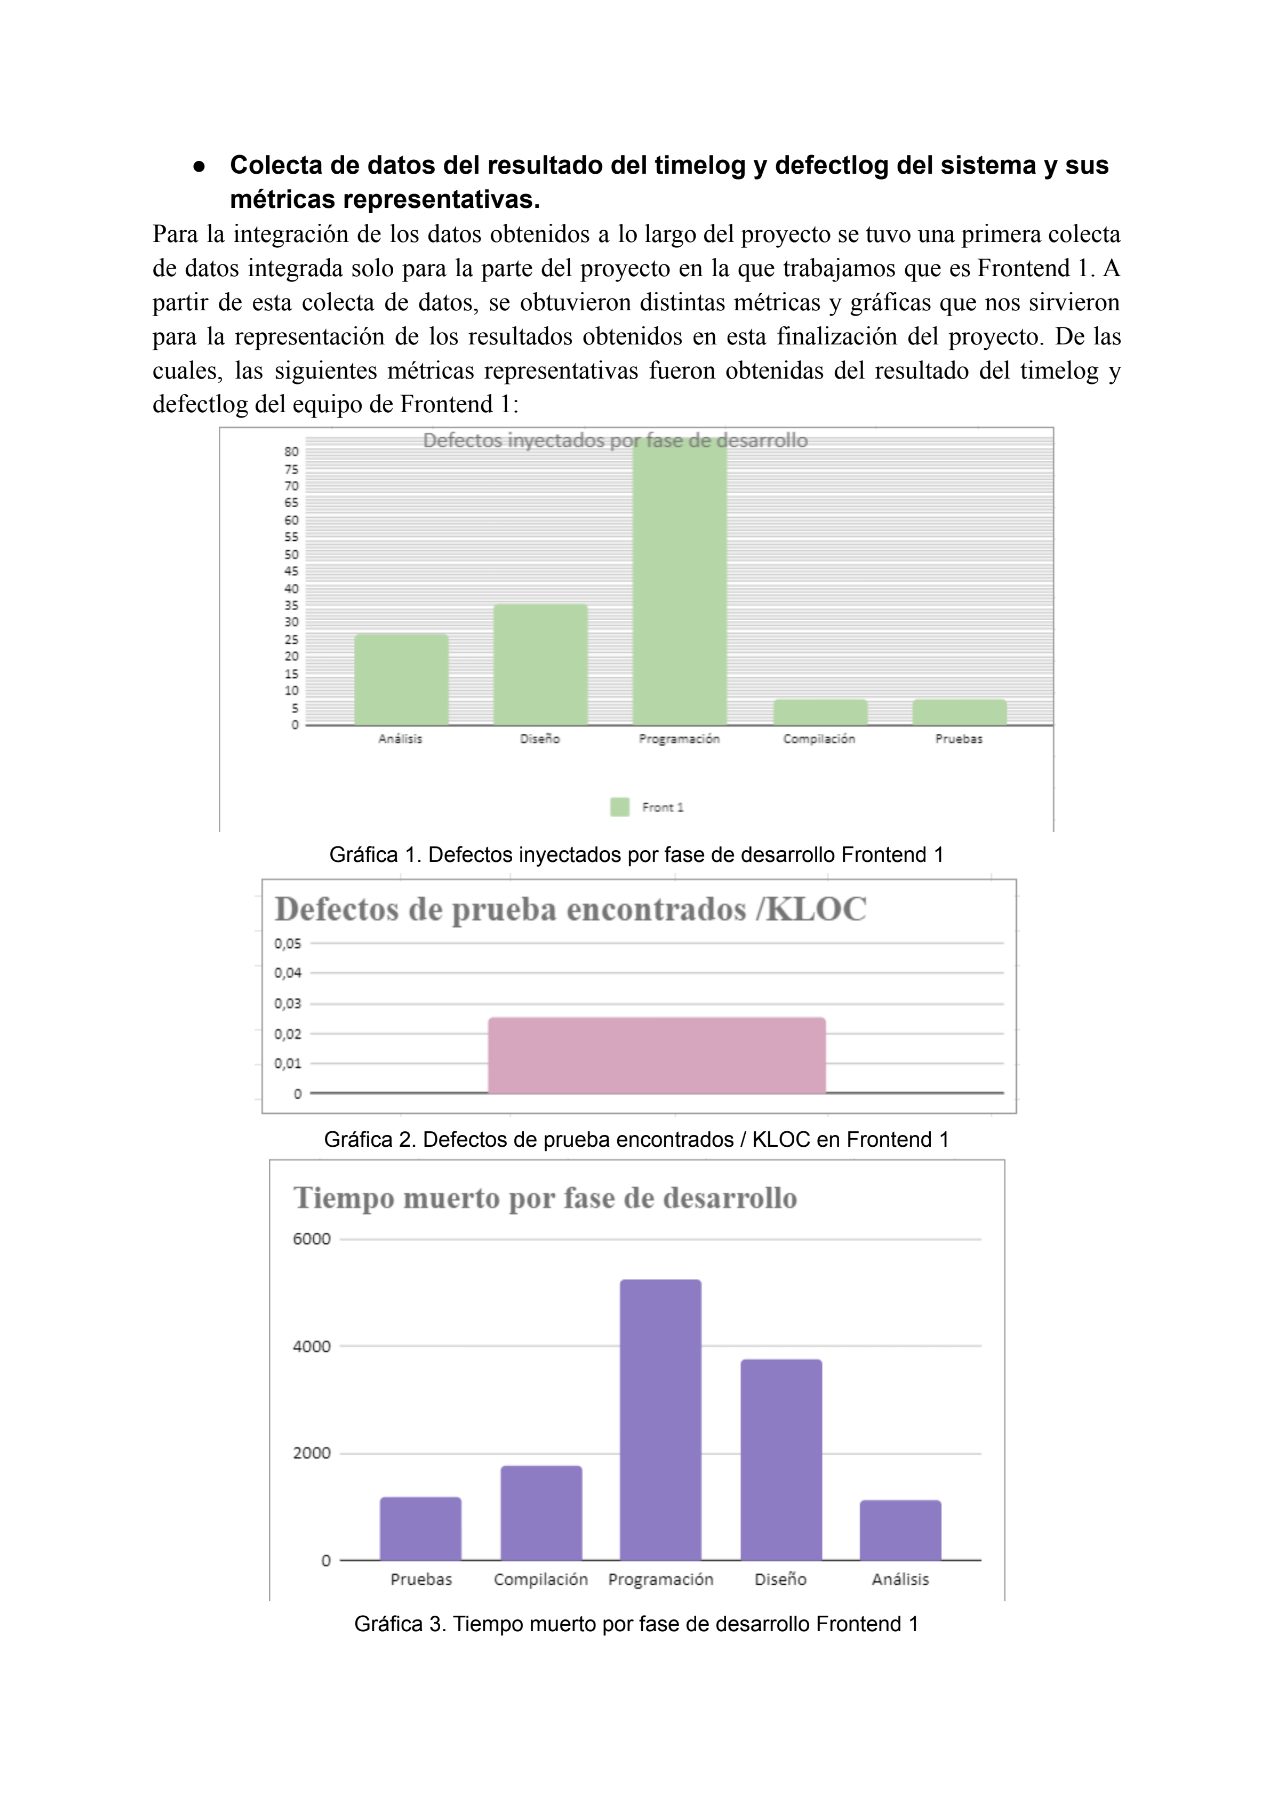 ● Colecta de datos del resultado del timelog y defectlog del sistema y sus
métricas representativas.
Para la integración de los datos obtenidos a lo largo del proyecto se tuvo una primera colecta
de datos integrada solo para la parte del proyecto en la que trabajamos que es Frontend 1. A
partir de esta colecta de datos, se obtuvieron distintas métricas y gráficas que nos sirvieron
para la representación de los resultados obtenidos en esta finalización del proyecto. De las
cuales, las siguientes métricas representativas fueron obtenidas del resultado del timelog y
defectlog del equipo de Frontend 1:
Defectos inyectados por fase de desarrollo
80
75
70
65
60
55
50
45
40
35
30
25
20
15
10
5
0
Análisis Diseño Programación Compilación Pruebas
Front 1
Gráfica 1. Defectos inyectados por fase de desarrollo Frontend 1
Defectos de prueba encontrados /KLOC
0,05
0,04
0,03
0,02
0,01
0
Gráfica 2. Defectos de prueba encontrados / KLOC en Frontend 1
Tiempo muerto por fase de desarrollo
6000
4000
2000
0
Pruebas Compilación Programación Diseño Análisis
Gráfica 3. Tiempo muerto por fase de desarrollo Frontend 1